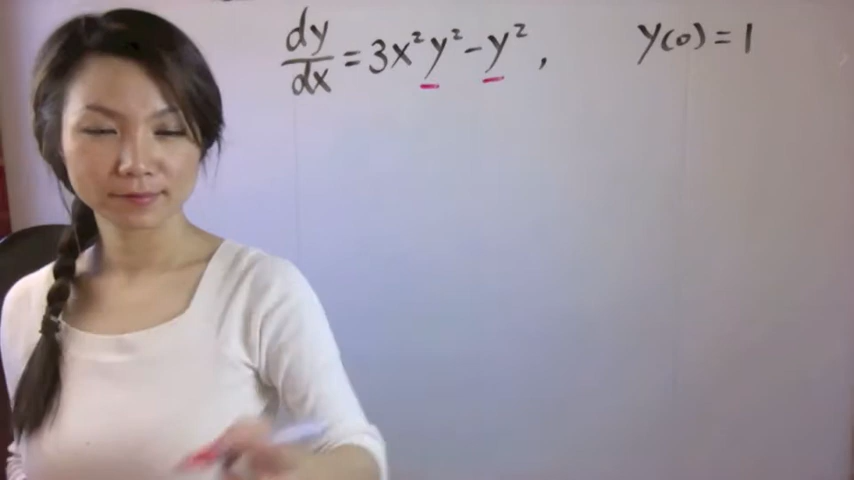 dy/dx = 3x²y² - y², y(0) = 1